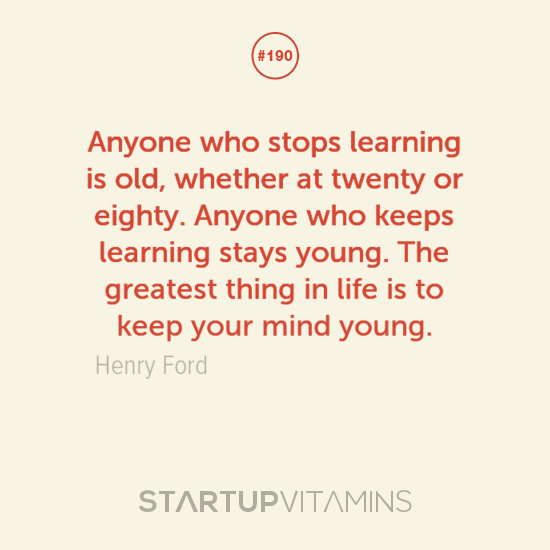 #190
Anyone who stops learning
is old, whether at twenty or
eighty. Anyone who keeps
learning stays young. The
greatest thing in life is to
keep your mind young.
Henry Ford
STARTUPVITAMINS